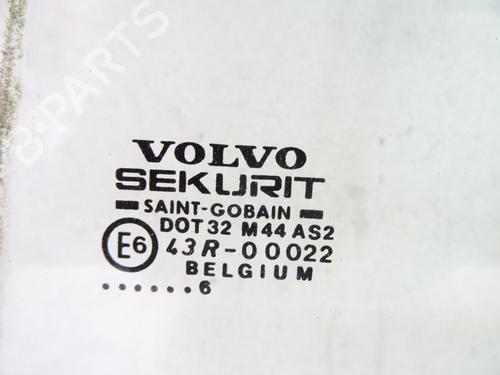 B-PARTS
VOLVO
SEKURIT
SAINT-GOBAIN
DOT 32 M44 AS2
E6 43R-00022
BELGIUM
......6